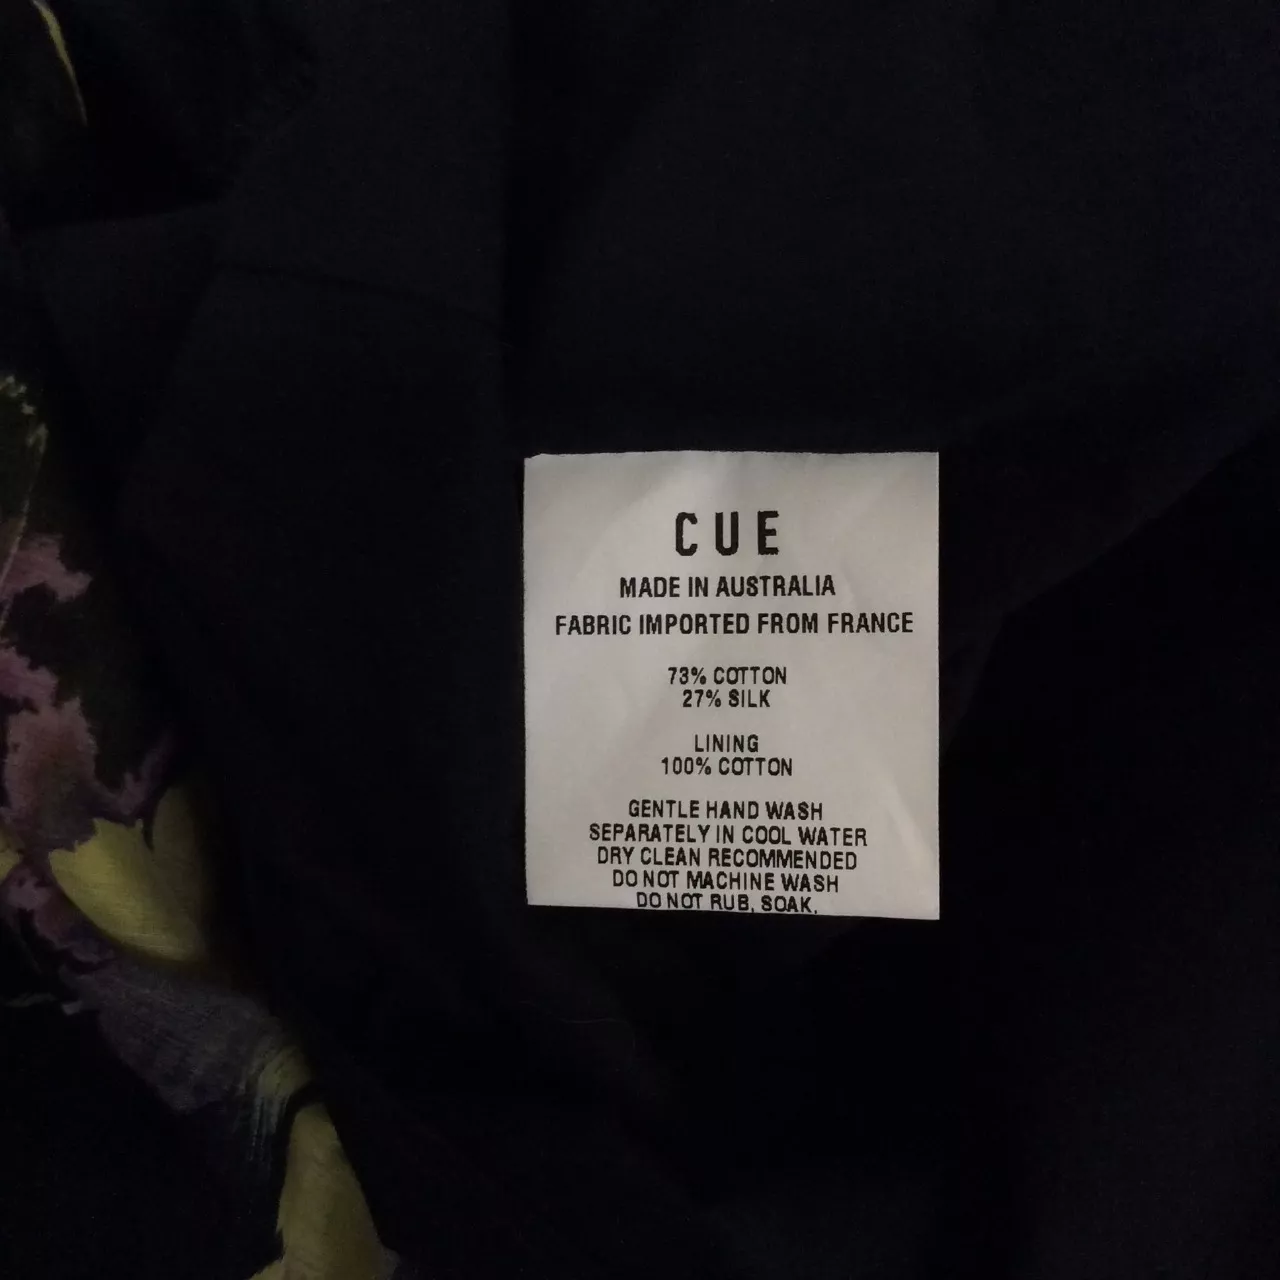 CUE
MADE IN AUSTRALIA
FABRIC IMPORTED FROM FRANCE
73% COTTON
27% SILK
LINING
100% COTTON
GENTLE HAND WASH
SEPARATELY IN COOL WATER
DRY CLEAN RECOMMENDED
DO NOT MACHINE WASH
DO NOT RUB, SOAK,